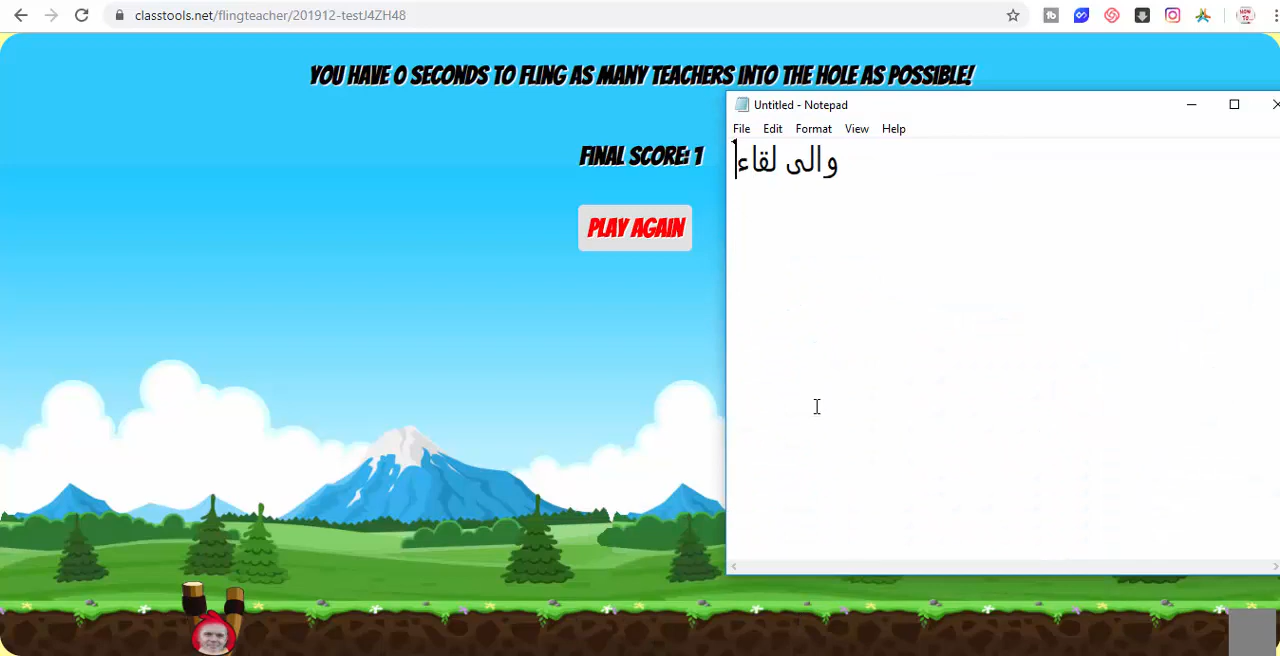 classtools.net/flingteacher/201912-testJ4ZH48
YOU HAVE 0 SECONDS TO FLING AS MANY TEACHERS INTO THE HOLE AS POSSIBLE!
FINAL SCORE: 1
PLAY AGAIN
Untitled - Notepad
File Edit Format View Help
والى لقاء